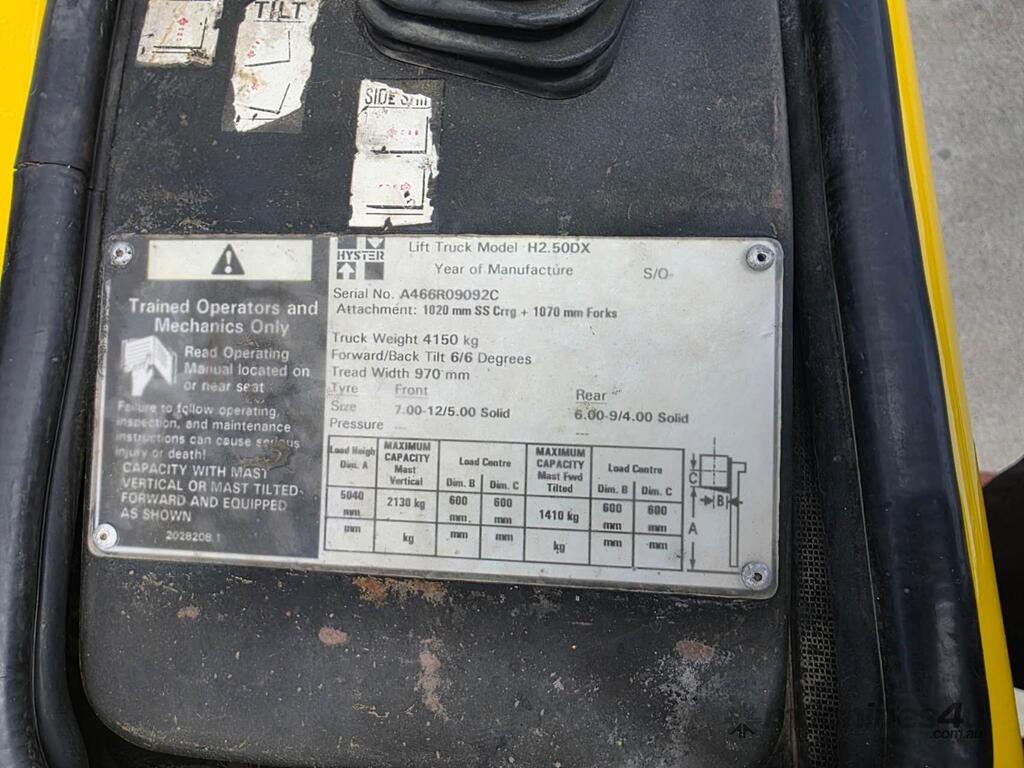 TILT
SIDE
HYSTER
Lift Truck Model H2.50DX
Year of Manufacture S/O
Serial No. A466R09092C
Attachment: 1020 mm SS Crrg + 1070 mm Forks
Truck Weight 4150 kg
Forward/Back Tilt 6/6 Degrees
Tread Width 970 mm
Tyre Front Rear
Size 7.00-12/5.00 Solid 6.00-9/4.00 Solid
Pressure --- ---
Trained Operators and
Mechanics Only
Read Operating
Manual located on
or near seat
Failure to follow operating,
inspection, and maintenance
instructions can cause serious
injury or death!
CAPACITY WITH MAST
VERTICAL OR MAST TILTED
FORWARD AND EQUIPPED
AS SHOWN
2028208 1
Load Heigh Dim. A MAXIMUM CAPACITY Mast Vertical Load Centre Dim. B Dim. C MAXIMUM CAPACITY Mast Fwd Tilted Load Centre Dim. B Dim. C
5040 mm 2130 kg 600 mm 600 mm 1410 kg 600 mm 600 mm
mm kg mm mm kg mm mm
C
B
A
machines4
.com.au